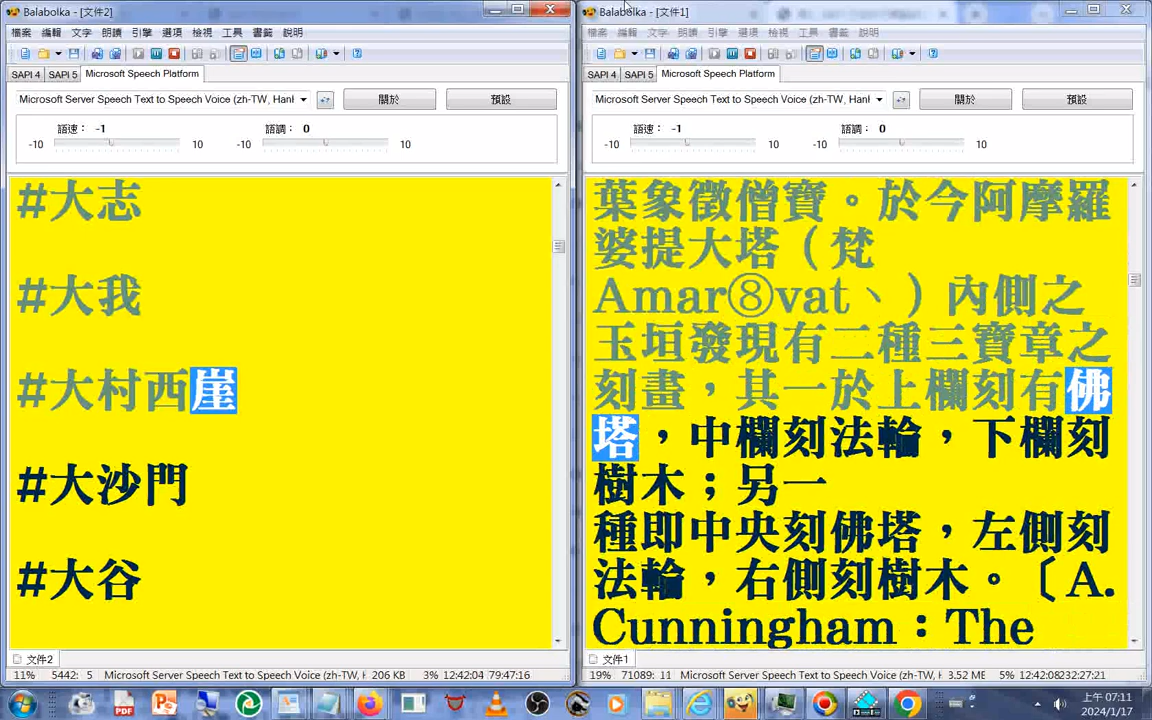 Balabolka - [文件2]
檔案 編輯 文字 朗讀 引擎 選項 檢視 工具 書籤 說明
SAPI 4 SAPI 5 Microsoft Speech Platform
Microsoft Server Speech Text to Speech Voice (zh-TW, Hanl
關於 預設
語速： -1 語調： 0
-10 10 -10 10
#大志
#大我
#大村西崖
#大沙門
#大谷
文件2
11% 5442: 5 Microsoft Server Speech Text to Speech Voice (zh-TW, H 206 KB 3% 12:42:04 79:47:16
Balabolka - [文件1]
檔案 編輯 文字 朗讀 引擎 選項 檢視 工具 書籤 說明
SAPI 4 SAPI 5 Microsoft Speech Platform
Microsoft Server Speech Text to Speech Voice (zh-TW, Hanl
關於 預設
語速： -1 語調： 0
-10 10 -10 10
葉象徵僧寶。於今阿摩羅
婆提大塔（梵
Amar⑧vat、）內側之
玉垣發現有二種三寶章之
刻畫，其一於上欄刻有佛
塔，中欄刻法輪，下欄刻
樹木；另一
種即中央刻佛塔，左側刻
法輪，右側刻樹木。〔A.
Cunningham：The
文件1
19% 71089: 11 Microsoft Server Speech Text to Speech Voice (zh-TW, H 3.52 MB 5% 12:42:08 232:27:21
上午 07:11
2024/1/17